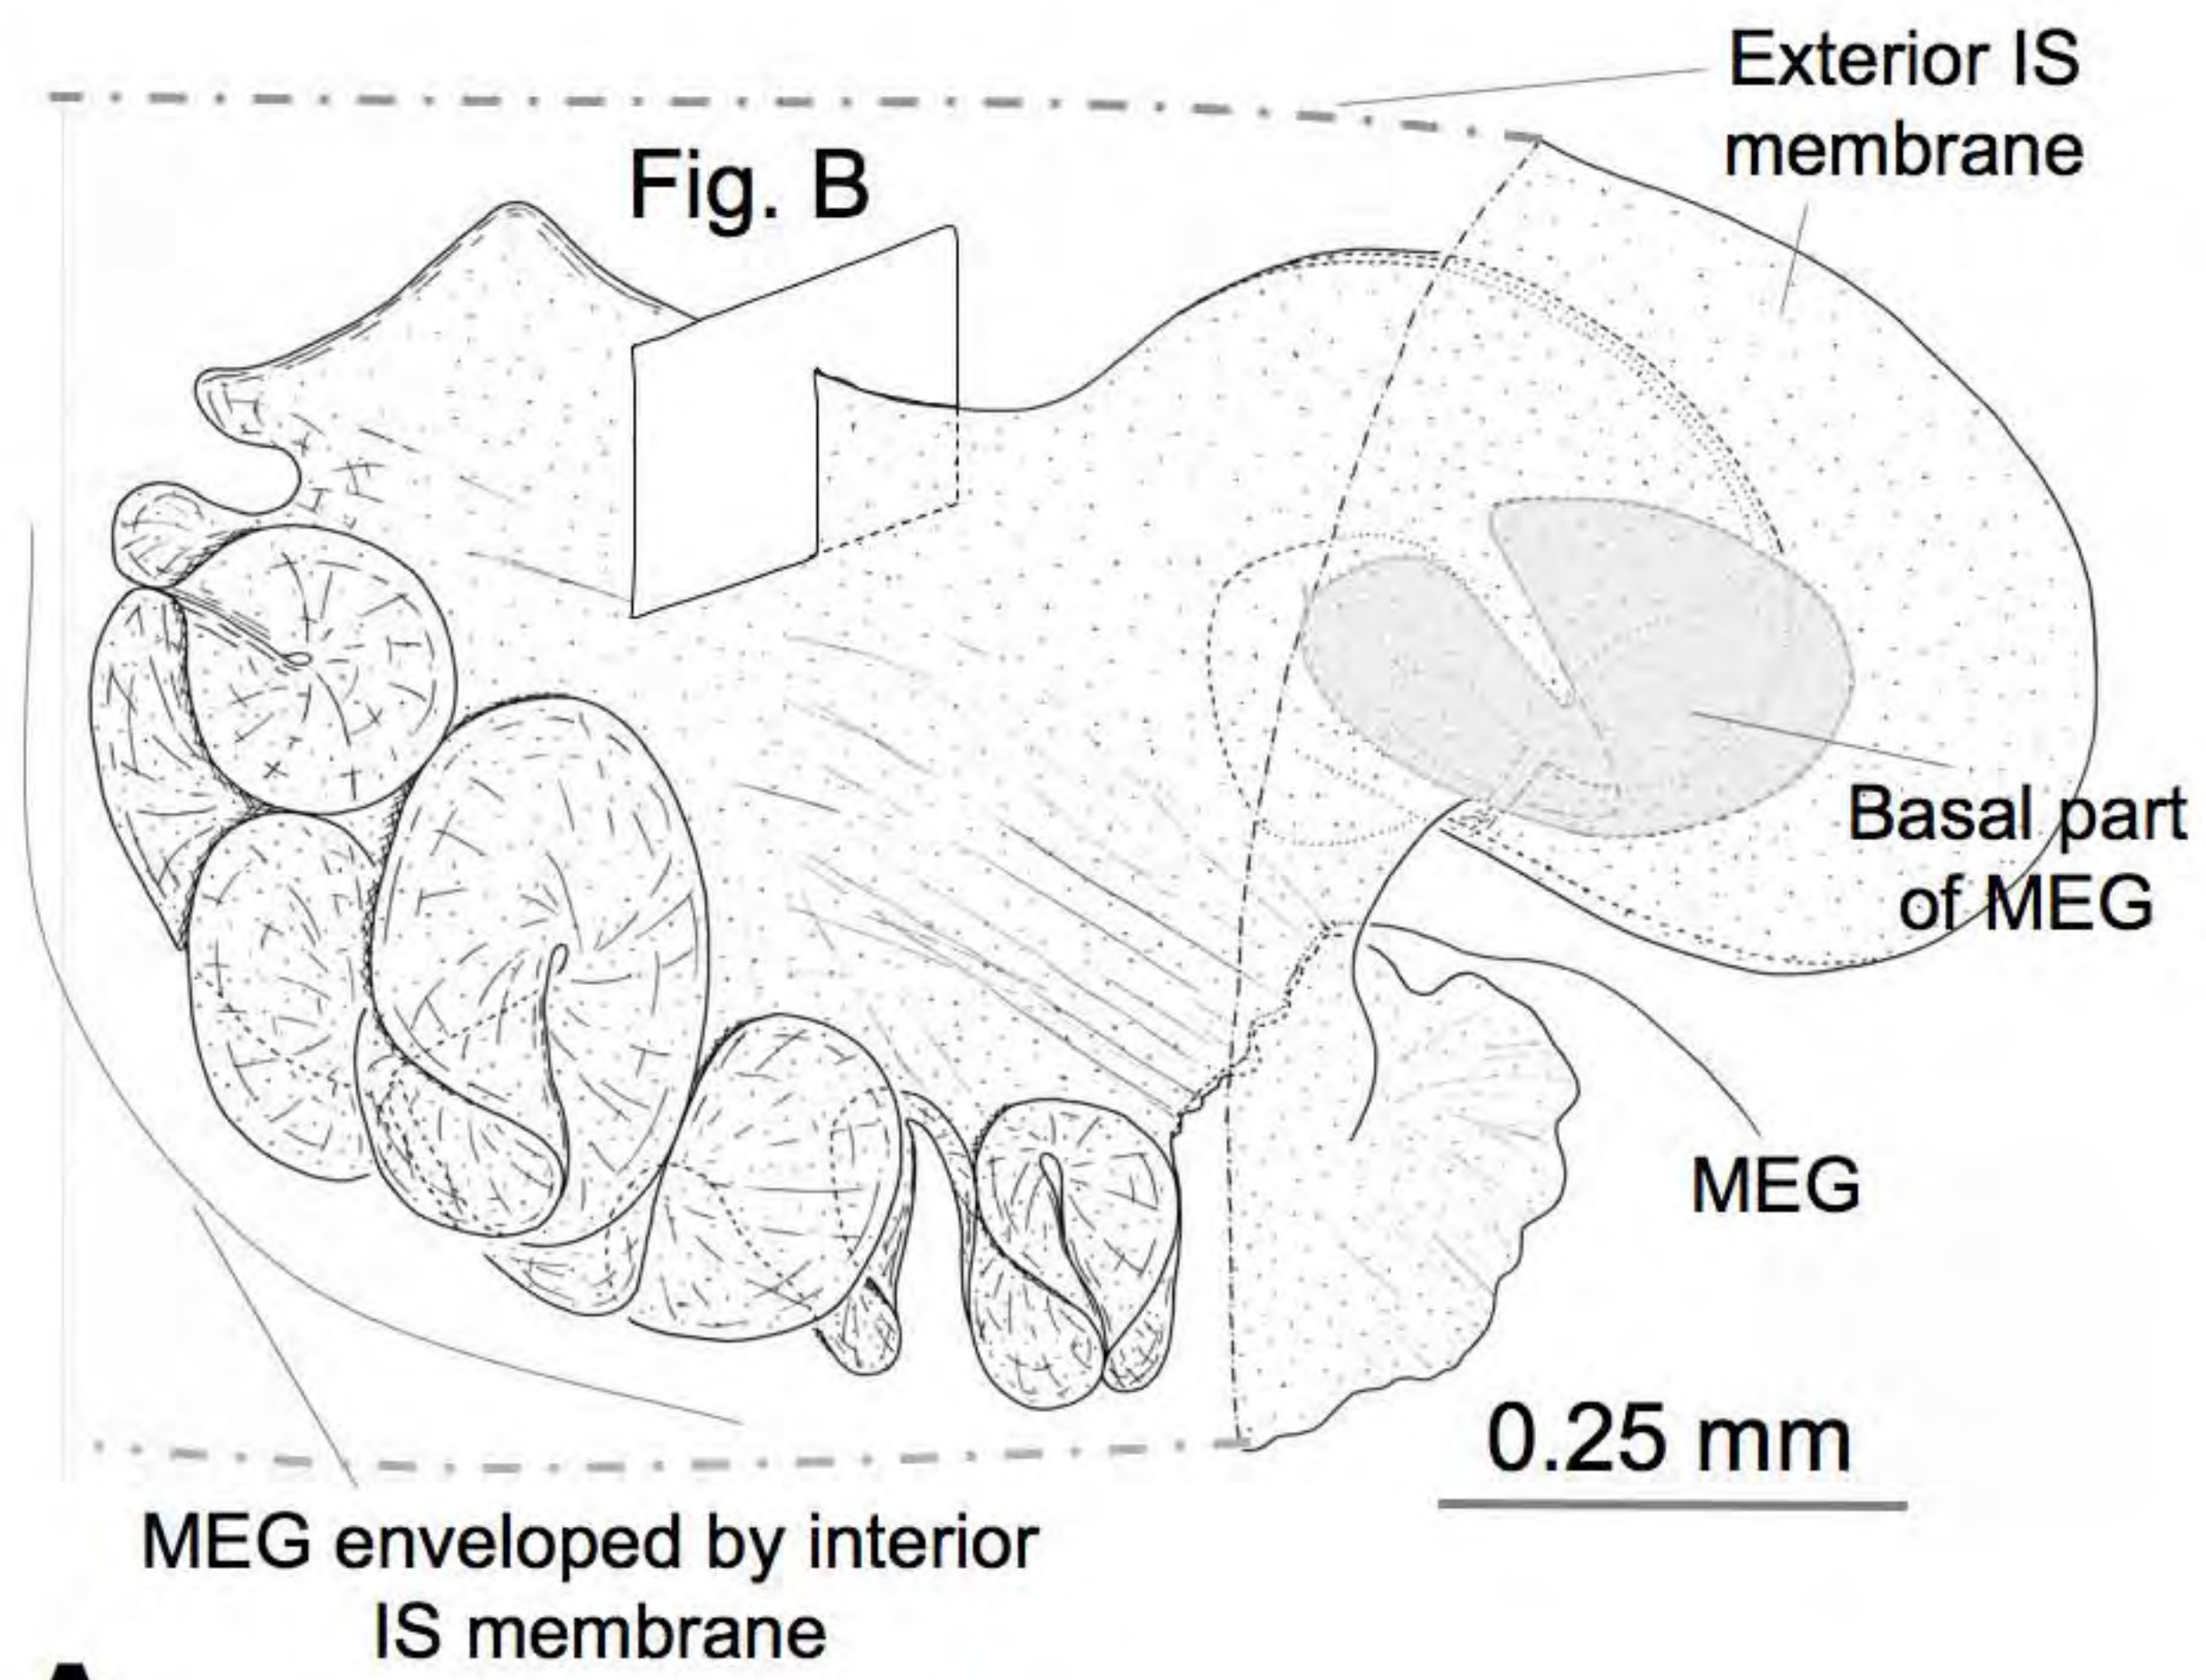 Exterior IS
membrane
Fig. B
Basal part
of MEG
MEG
0.25 mm
MEG enveloped by interior
IS membrane